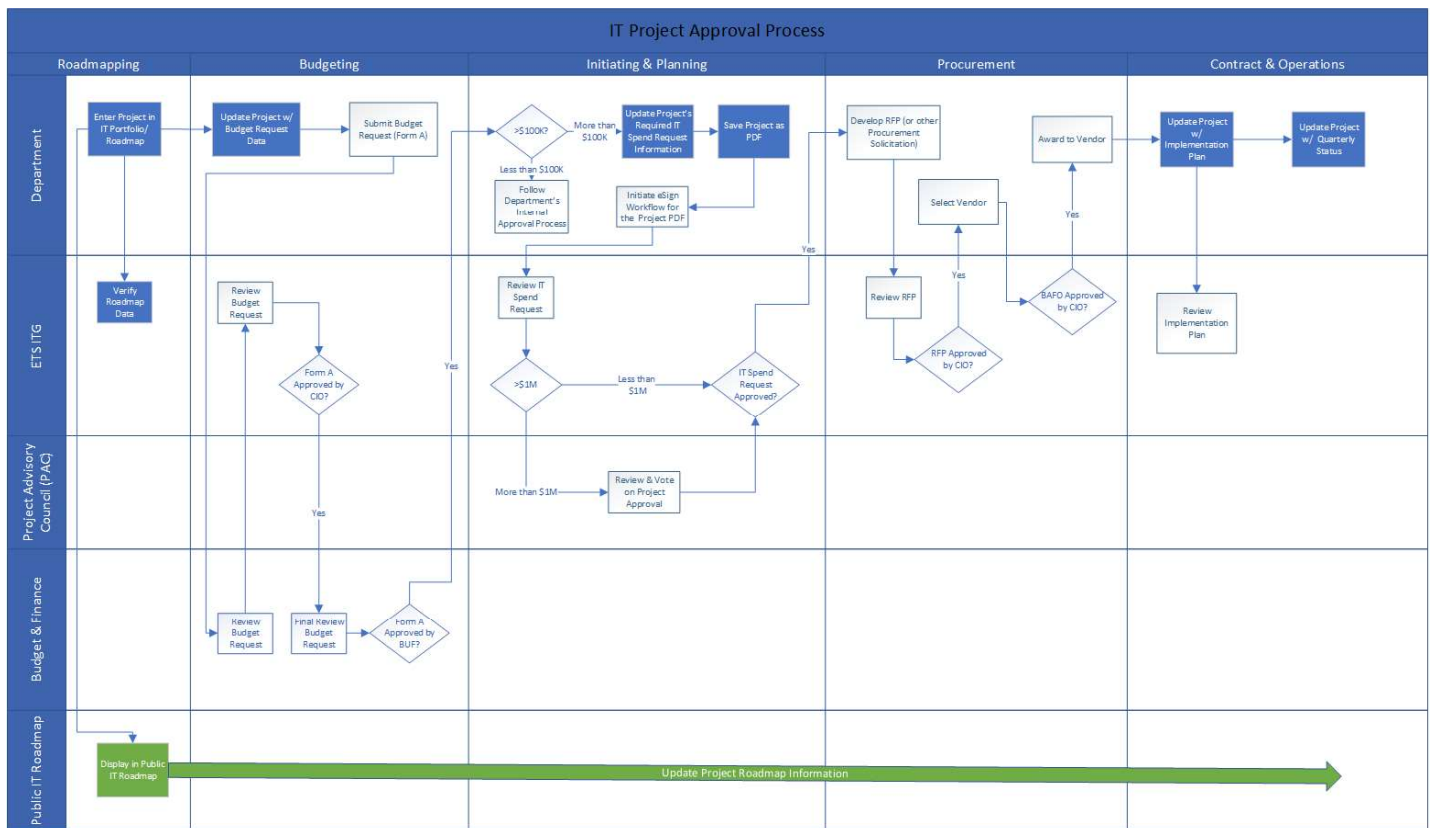 IT Project Approval Process
Roadmapping
Budgeting
Initiating & Planning
Procurement
Contract & Operations
Department
Enter Project in
IT Portfolio/
Roadmap
Update Project w/
Budget Request
Data
Submit Budget
Request (Form A)
>$100K?
More than
$100K
Update Project's
Required IT
Spend Request
Information
Save Project as
PDF
Less than $100K
Follow
Department's
Internal
Approval Process
Initiate eSign
Workflow for
the Project PDF
Develop RFP (or other
Procurement
Solicitation)
Select Vendor
Award to Vendor
Yes
Update Project
w/
Implementation
Plan
Update Project
w/ Quarterly
Status
ETS ITG
Verify
Roadmap
Data
Review
Budget
Request
Form A
Approved by
CIO?
Yes
Review IT
Spend
Request
>$1M
Less than
$1M
IT Spend
Request
Approved?
Yes
Review RFP
RFP Approved
by CIO?
Yes
BAFO Approved
by CIO?
Review
Implementation
Plan
Project Advisory
Council (PAC)
Yes
More than $1M
Review & Vote
on Project
Approval
Budget & Finance
Review
Budget
Request
Final Review
Budget
Request
Form A
Approved by
BUF?
Public IT Roadmap
Display in Public
IT Roadmap
Update Project Roadmap Information